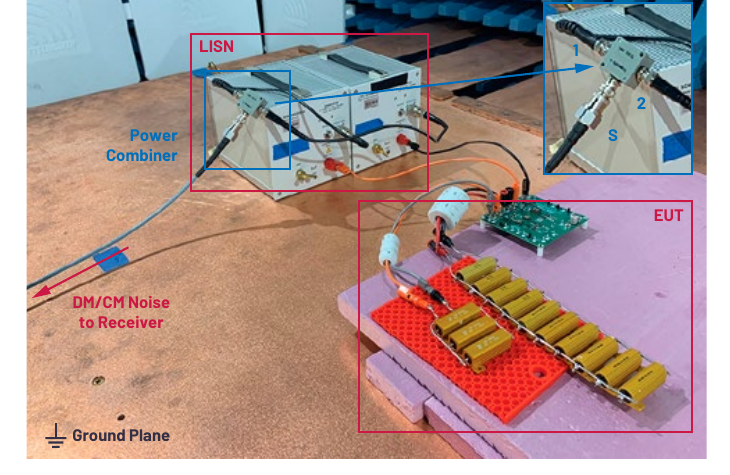 LISN
1
2
S
Power
Combiner
EUT
DM/CM Noise
to Receiver
Ground Plane